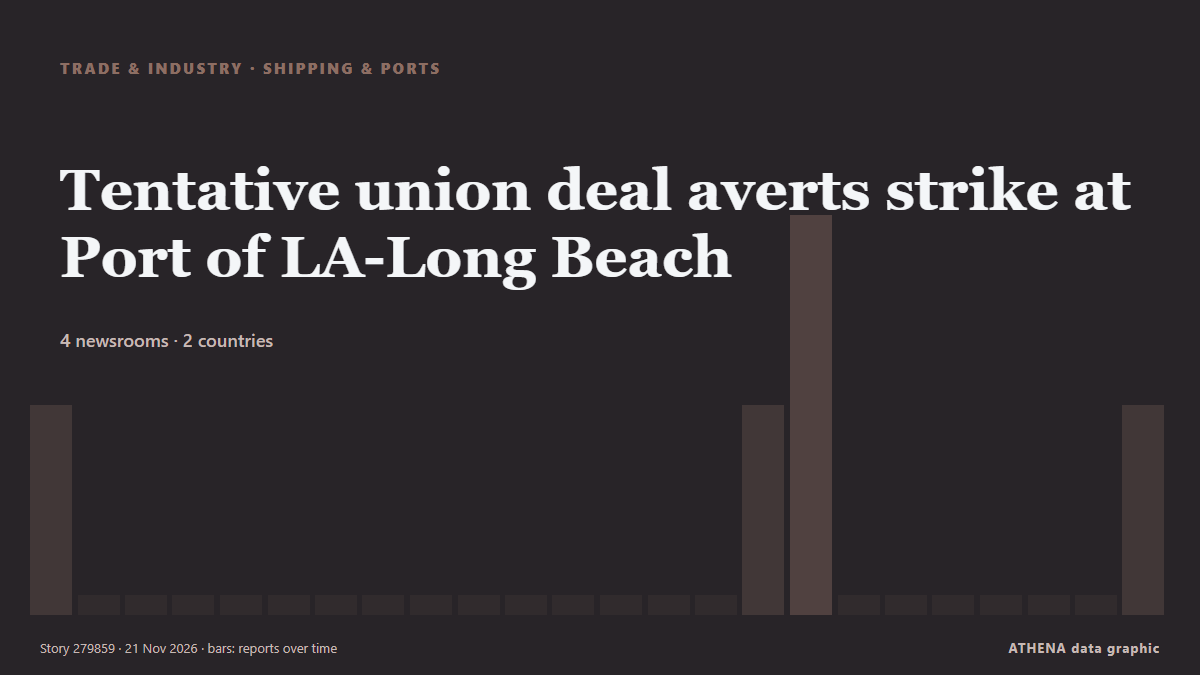 TRADE & INDUSTRY · SHIPPING & PORTS
Tentative union deal averts strike at
Port of LA-Long Beach
4 newsrooms · 2 countries
Story 279859 · 21 Nov 2026 · bars: reports over time
ATHENA data graphic